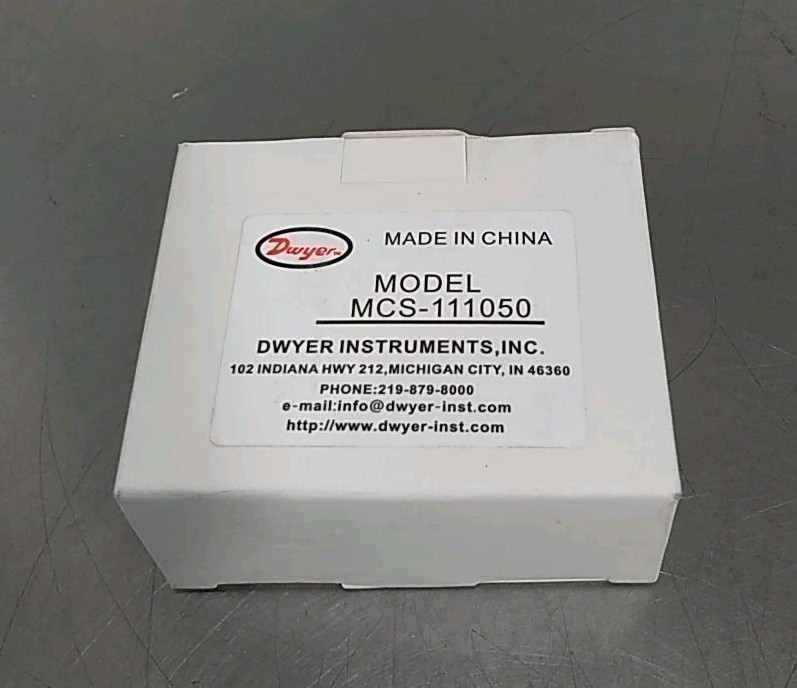 Dwyer
MADE IN CHINA
MODEL
MCS-111050
DWYER INSTRUMENTS,INC.
102 INDIANA HWY 212,MICHIGAN CITY, IN 46360
PHONE:219-879-8000
e-mail:info@dwyer-inst.com
http://www.dwyer-inst.com